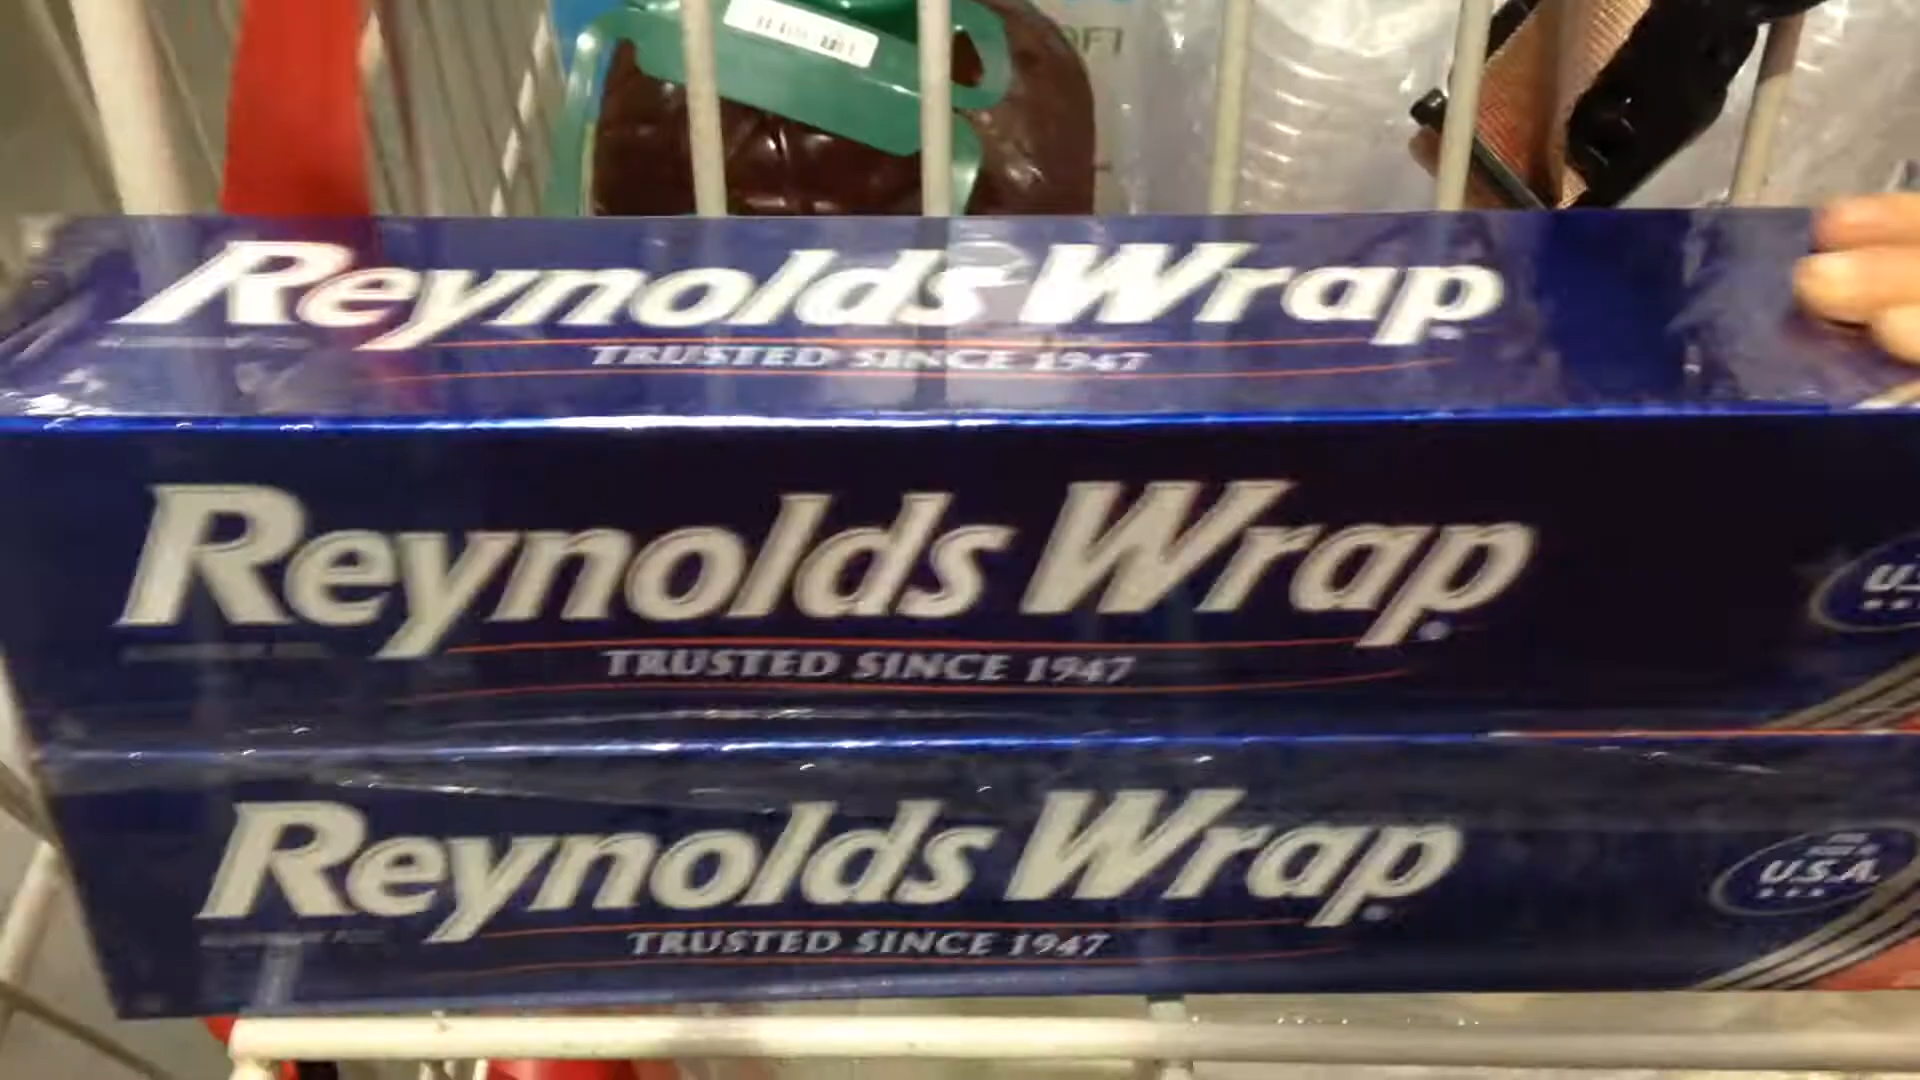 Reynolds Wrap
TRUSTED SINCE 1947
Reynolds Wrap
TRUSTED SINCE 1947
U.S
Reynolds Wrap
TRUSTED SINCE 1947
U.S.A.